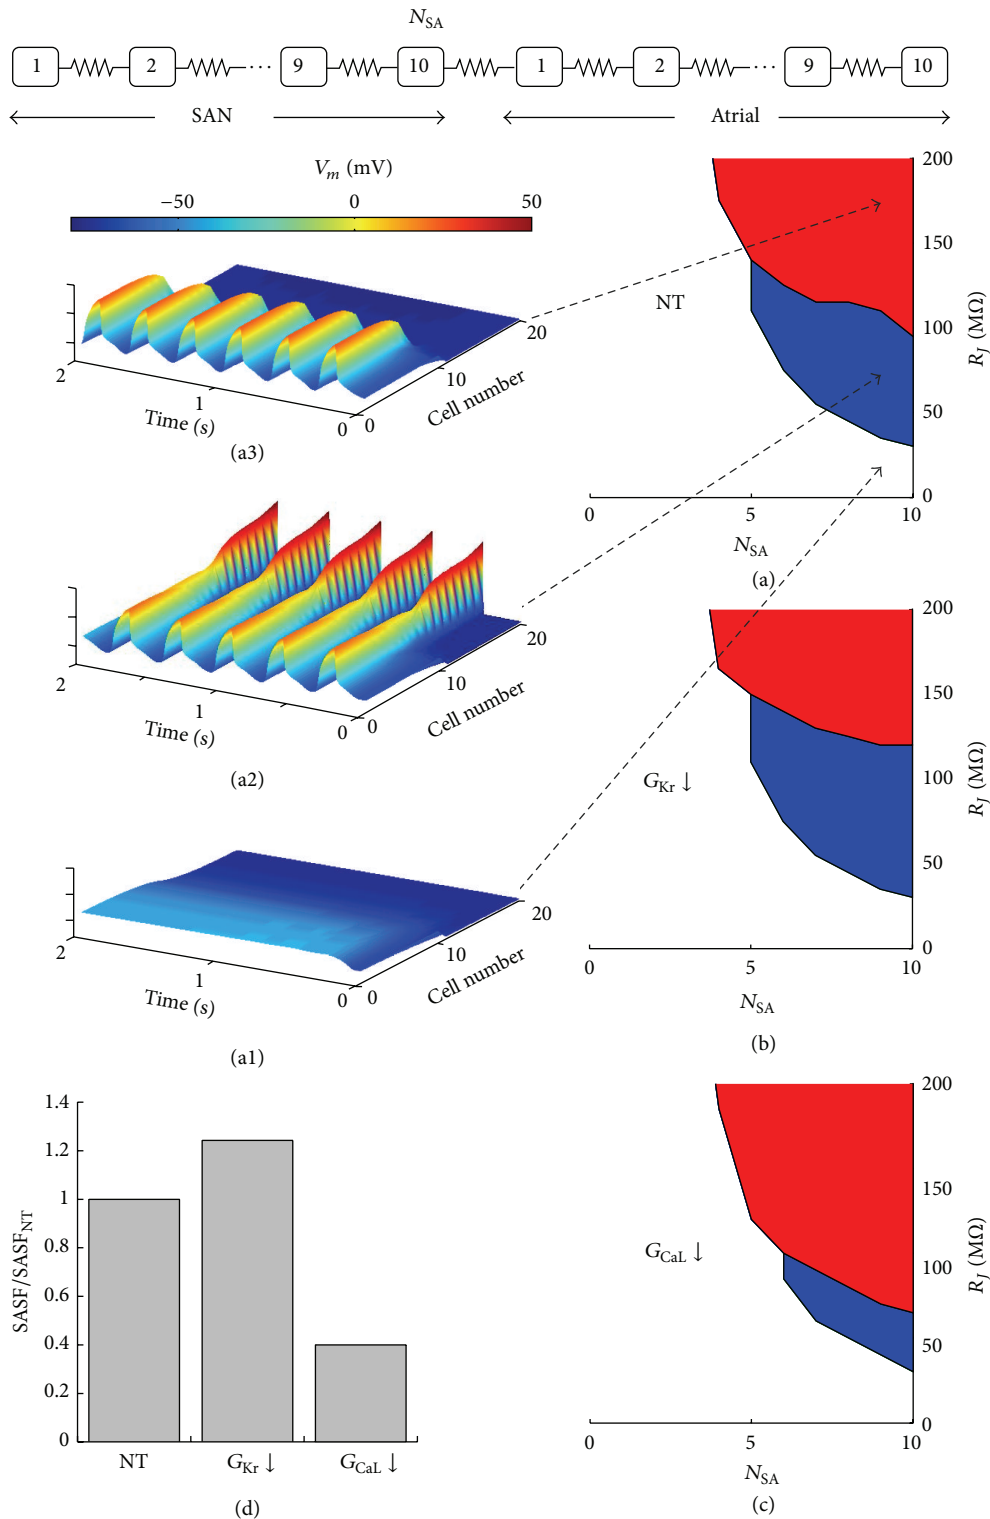 N_SA
1 2 ··· 9 10 1 2 ··· 9 10
SAN Atrial
V_m (mV)
−50 0 50
2 1 0 0 10 20
Time (s)
Cell number
(a3)
2 1 0 0 10 20
Time (s)
Cell number
(a2)
2 1 0 0 10 20
Time (s)
Cell number
(a1)
200
150
100
50
0
R_J (MΩ)
NT
0 5 10
N_SA
(a)
200
150
100
50
0
R_J (MΩ)
G_Kr ↓
0 5 10
N_SA
(b)
200
150
100
50
0
R_J (MΩ)
G_CaL ↓
0 5 10
N_SA
(c)
1.4
1.2
1
0.8
0.6
0.4
0.2
0
SASF/SASF_NT
NT G_Kr ↓ G_CaL ↓
(d)